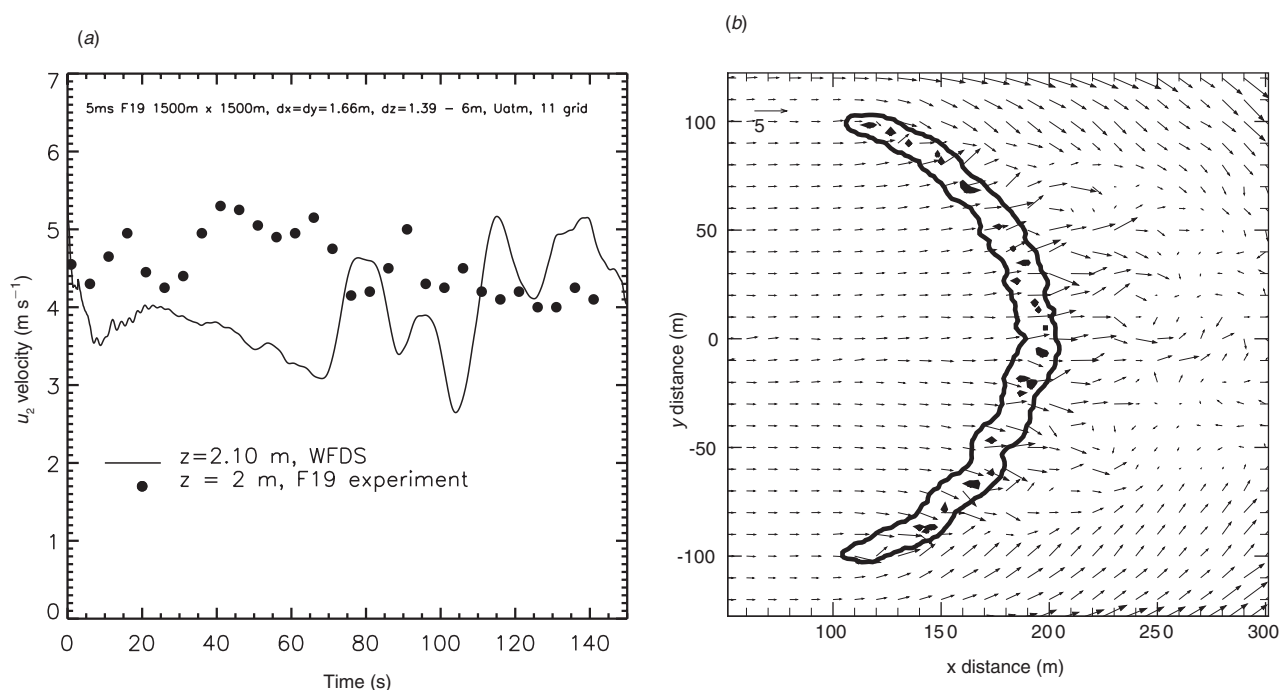 (a)
7
6
5
4
3
2
1
0
u₂ velocity (m s⁻¹)
5ms F19 1500m x 1500m, dx=dy=1.66m, dz=1.39 – 6m, Uatm, 11 grid
z=2.10 m, WFDS
z = 2 m, F19 experiment
0 20 40 60 80 100 120 140
Time (s)
(b)
5
100
50
0
-50
-100
y distance (m)
100 150 200 250 300
x distance (m)